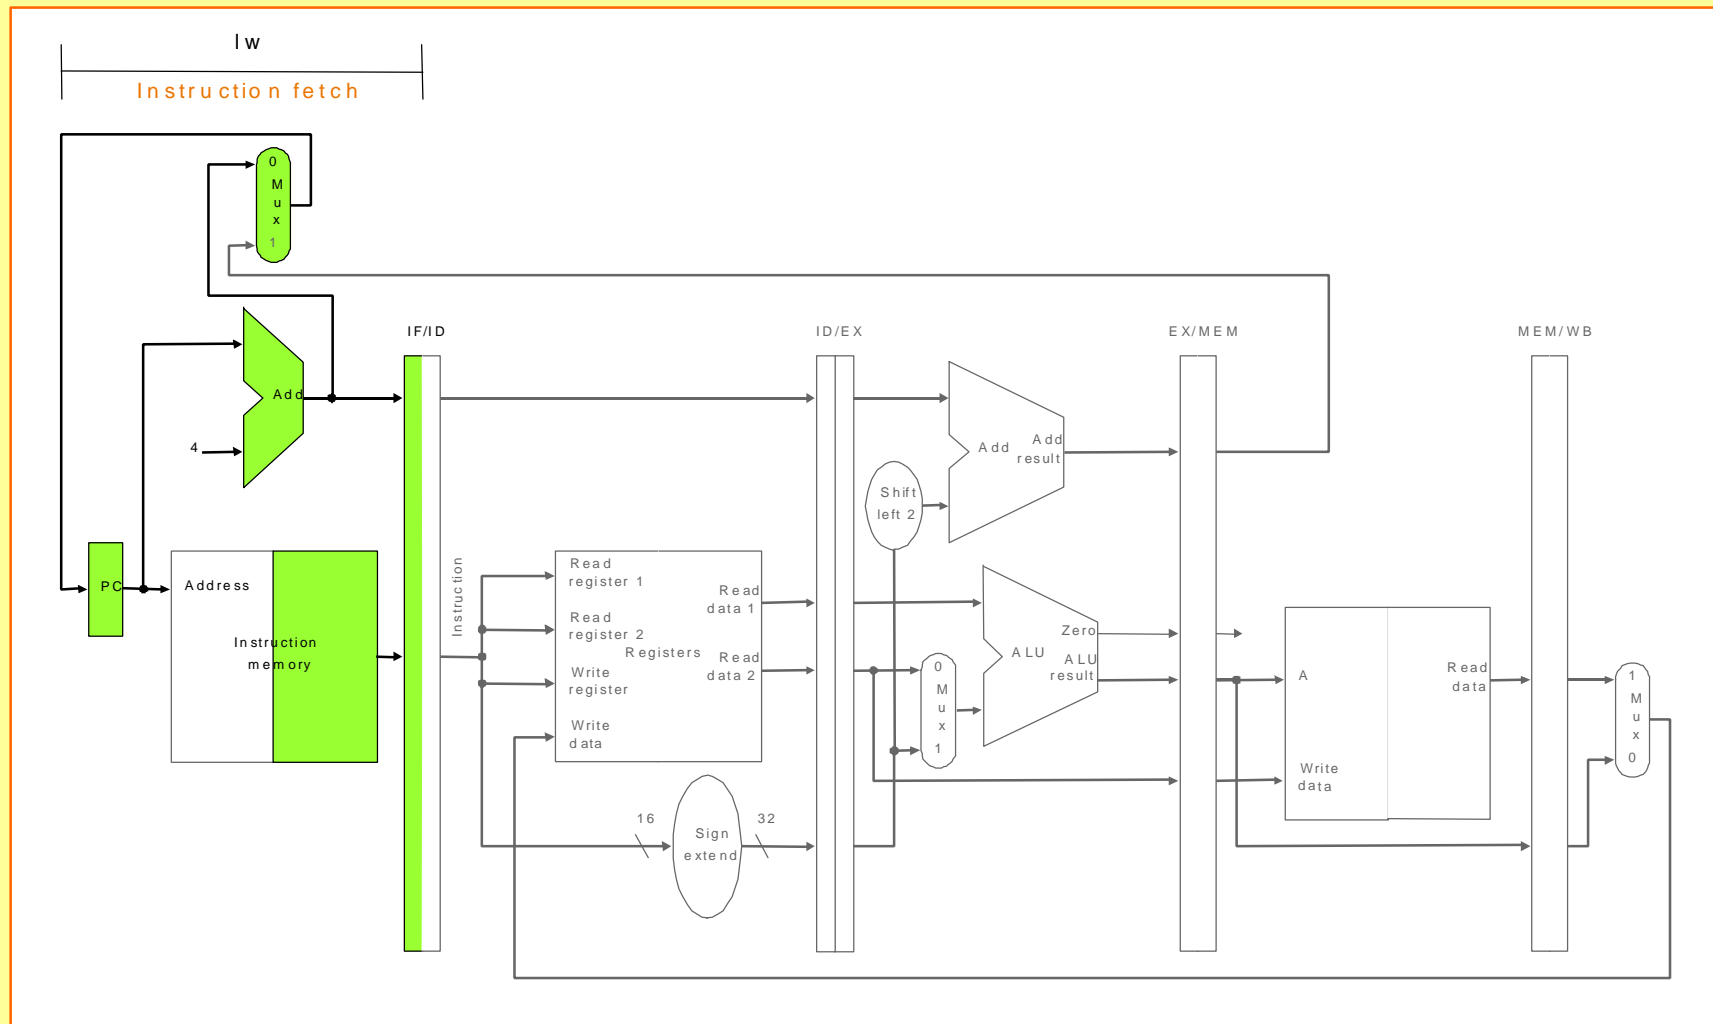 lw
Instruction fetch
0
M
u
x
1
IF/ID
ID/EX
EX/MEM
MEM/WB
Add
4
Add
Add
result
Shift
left 2
PC
Address
Instruction
memory
Instruction
Read
register 1
Read
register 2
Write
register
Write
data
Registers
Read
data 1
Read
data 2
0
M
u
x
1
Zero
ALU
ALU
result
A
Read
data
Write
data
1
M
u
x
0
16
Sign
extend
32